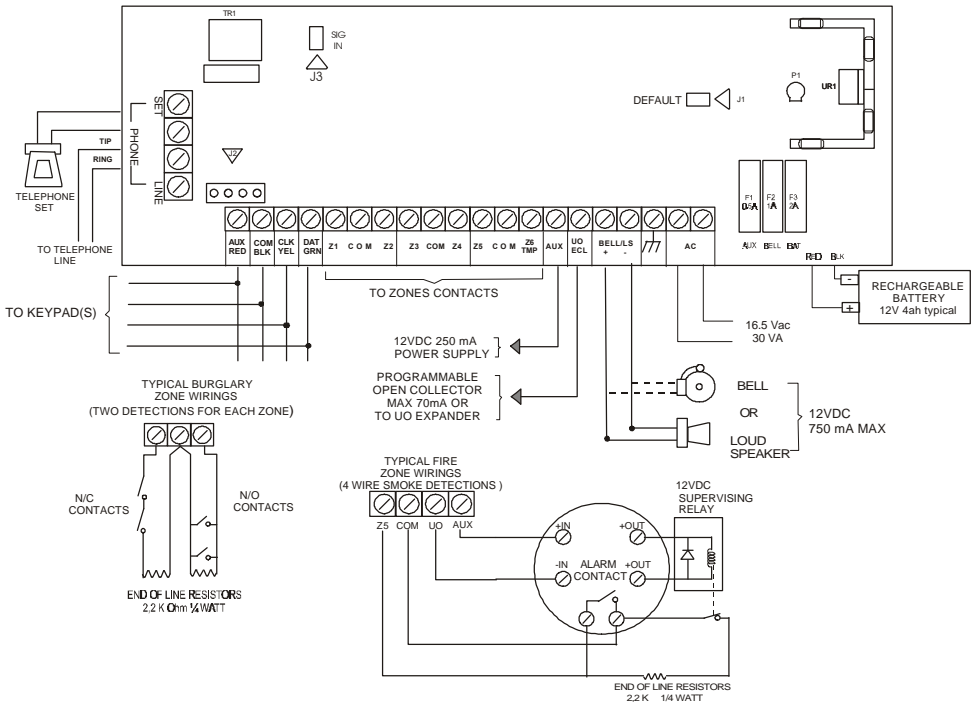 TR1
SIG
IN
J3
P1
UR1
DEFAULT
J1
SET
PHONE
LINE
TIP
RING
TELEPHONE
SET
TO TELEPHONE
LINE
J2
F1
F2
1A
F3
2A
AUX BELL BAT
RED BLK
AUX
RED
COM
BLK
CLK
YEL
DAT
GRN
Z1 COM Z2 Z3 COM Z4 Z5 COM Z6
TMP
AUX
UO
ECL
BELL/LS
+ -
AC
- 
+
RECHARGEABLE
BATTERY
12V 4ah typical
TO ZONES CONTACTS
TO KEYPAD(S)
16.5 Vac
30 VA
12VDC 250 mA
POWER SUPPLY
PROGRAMMABLE
OPEN COLLECTOR
MAX 70mA OR
TO UO EXPANDER
BELL
OR
LOUD
SPEAKER
12VDC
750 mA MAX
TYPICAL BURGLARY
ZONE WIRINGS
(TWO DETECTIONS FOR EACH ZONE)
N/C
CONTACTS
N/O
CONTACTS
END OF LINE RESISTORS
2,2 K Ohm ¼ WATT
TYPICAL FIRE
ZONE WIRINGS
(4 WIRE SMOKE DETECTIONS )
Z5 COM UO AUX
+IN
+OUT
-IN
ALARM
CONTACT
+OUT
12VDC
SUPERVISING
RELAY
END OF LINE RESISTORS
2,2 K 1/4 WATT